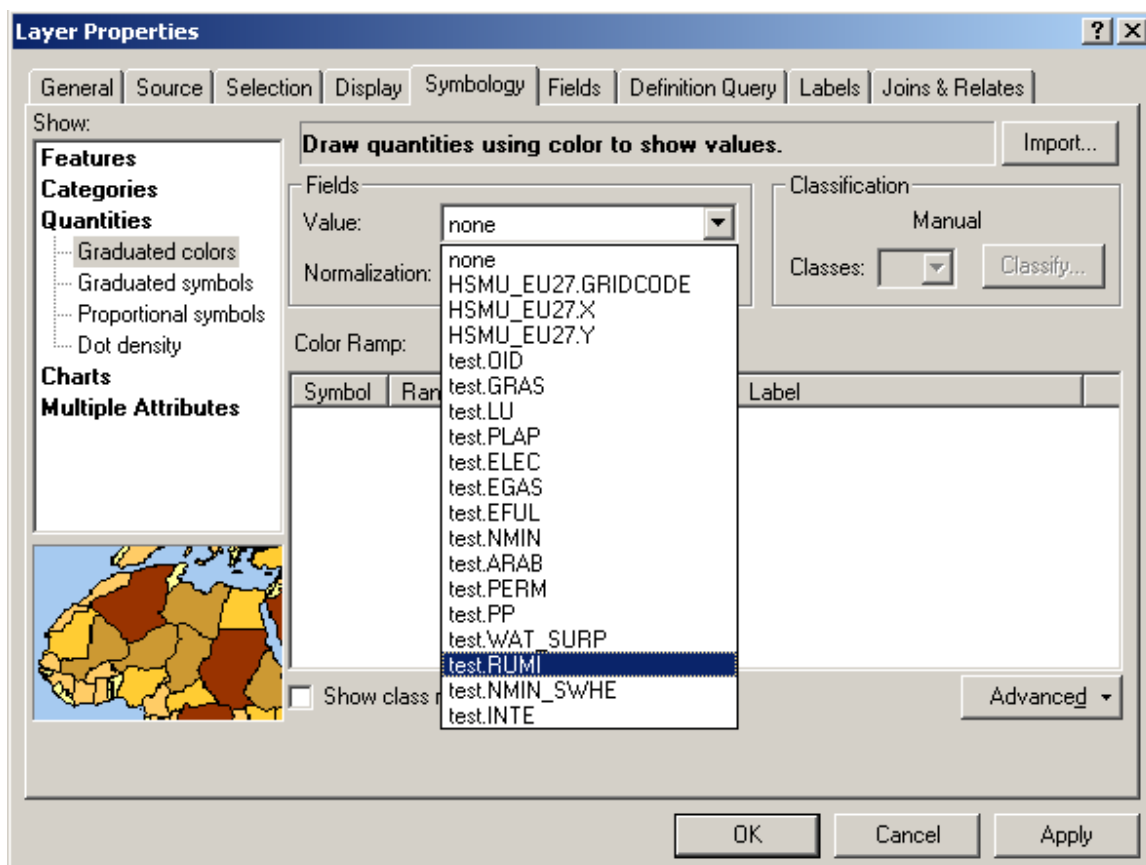 Layer Properties
General Source Selection Display Symbology Fields Definition Query Labels Joins & Relates
Show:
Features
Categories
Quantities
Graduated colors
Graduated symbols
Proportional symbols
Dot density
Charts
Multiple Attributes
Draw quantities using color to show values.
Import...
Fields
Value:
none
Normalization:
none
HSMU_EU27.GRIDCODE
HSMU_EU27.X
HSMU_EU27.Y
test.OID
test.GRAS
test.LU
test.PLAP
test.ELEC
test.EGAS
test.EFUL
test.NMIN
test.ARAB
test.PERM
test.PP
test.WAT_SURP
test.RUMI
test.NMIN_SWHE
test.INTE
Classification
Manual
Classes:
Classify...
Color Ramp:
Symbol Ran Label
Show class r
Advanced
OK Cancel Apply